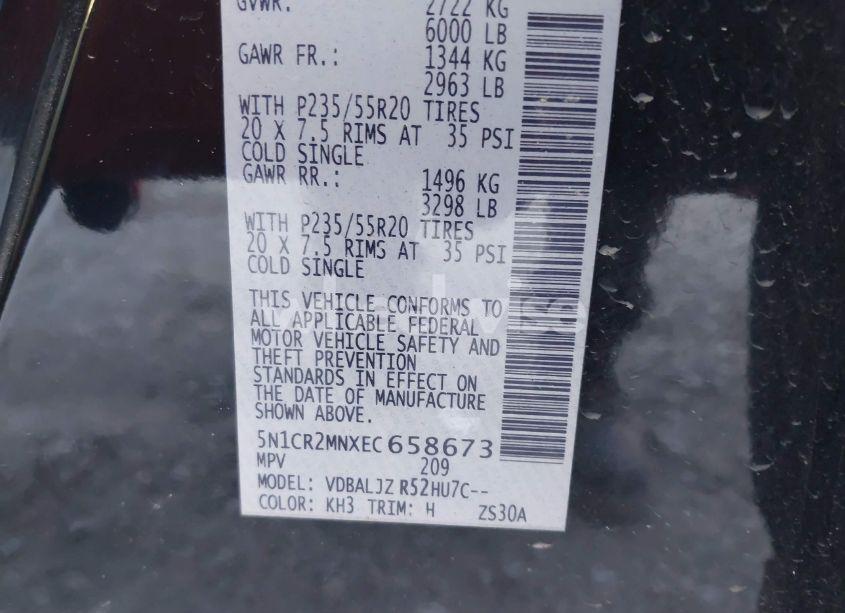 GVWR: 2722 KG
6000 LB
GAWR FR.: 1344 KG
2963 LB
WITH P235/55R20 TIRES
20 X 7.5 RIMS AT 35 PSI
COLD SINGLE
GAWR RR.: 1496 KG
3298 LB
WITH P235/55R20 TIRES
20 X 7.5 RIMS AT 35 PSI
COLD SINGLE
THIS VEHICLE CONFORMS TO
ALL APPLICABLE FEDERAL
MOTOR VEHICLE SAFETY AND
THEFT PREVENTION
STANDARDS IN EFFECT ON
THE DATE OF MANUFACTURE
SHOWN ABOVE.
5N1CR2MNXEC658673
MPV 209
MODEL: VDBALJZ R52HU7C--
COLOR: KH3 TRIM: H ZS30A